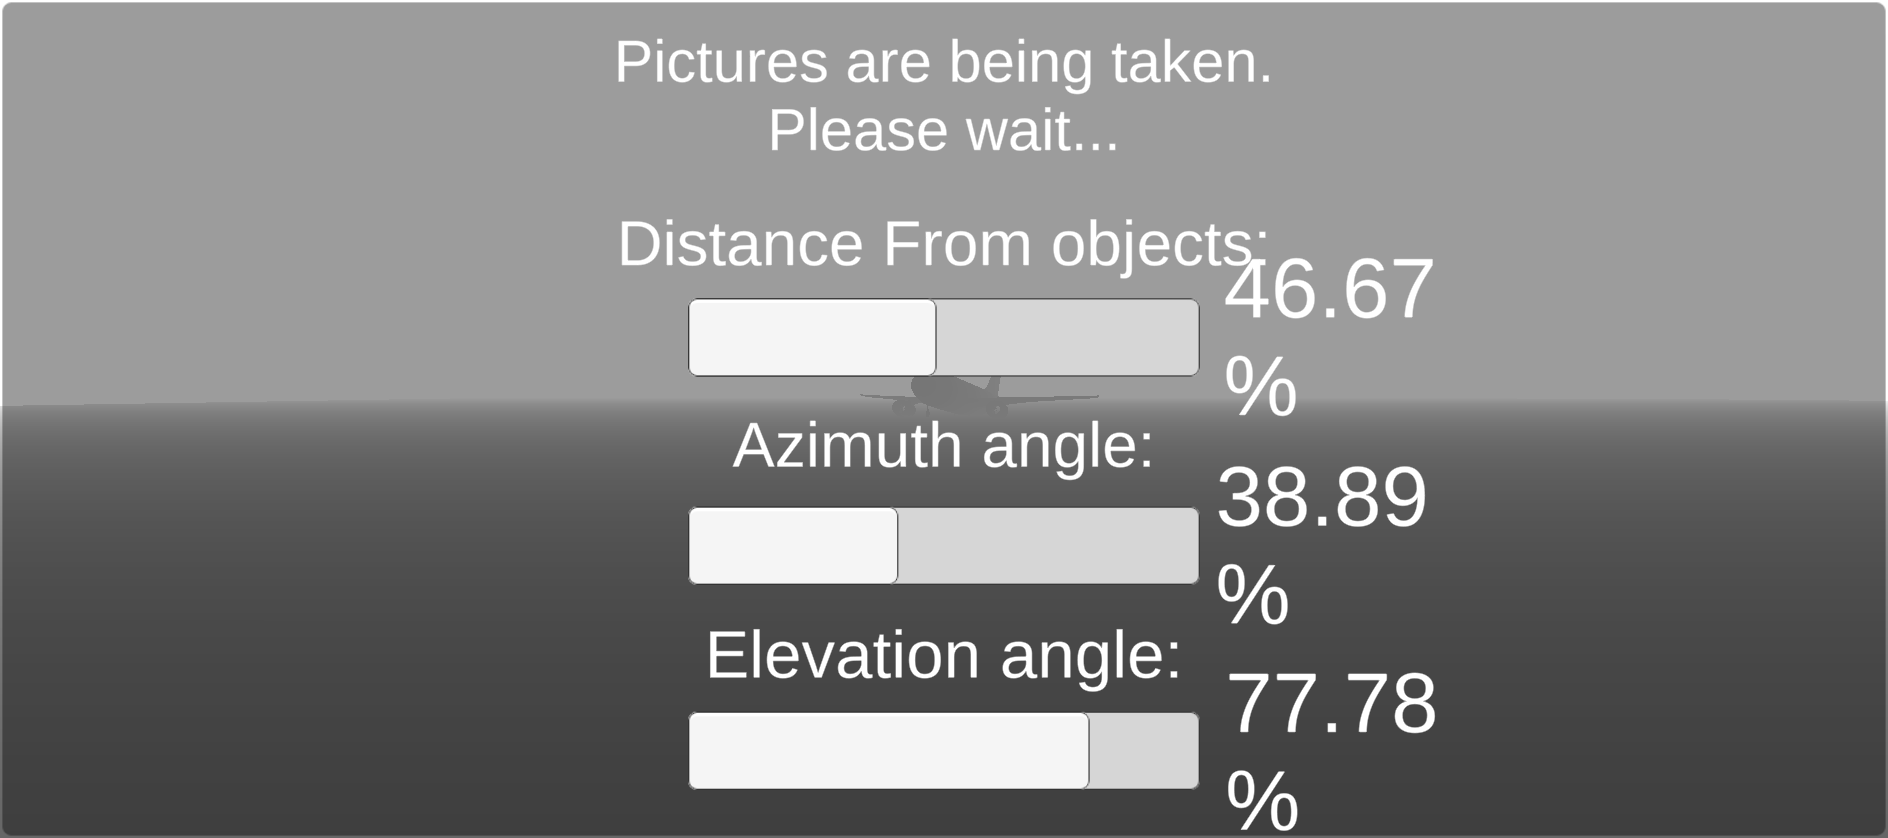 Pictures are being taken.
Please wait...
Distance From objects:
46.67
%
Azimuth angle:
38.89
%
Elevation angle:
77.78
%